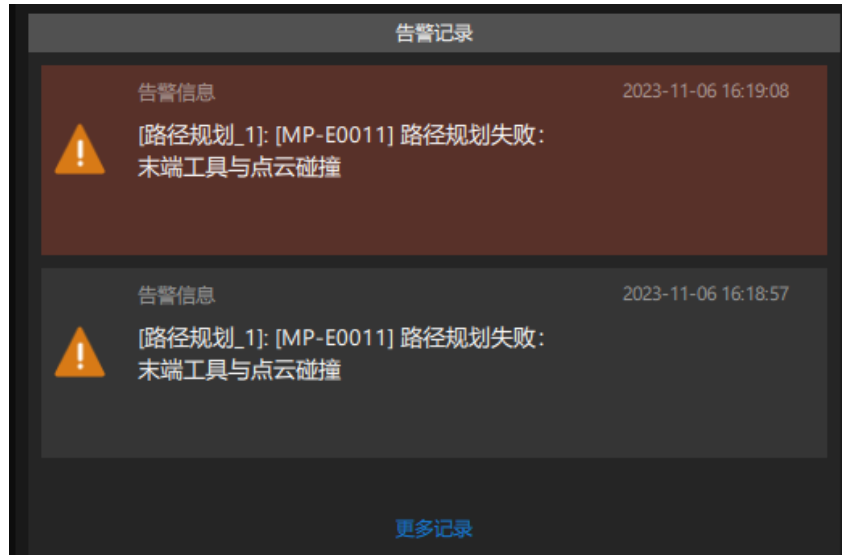 告警记录
告警信息 2023-11-06 16:19:08
[路径规划_1]: [MP-E0011] 路径规划失败：
末端工具与点云碰撞
告警信息 2023-11-06 16:18:57
[路径规划_1]: [MP-E0011] 路径规划失败：
末端工具与点云碰撞
更多记录